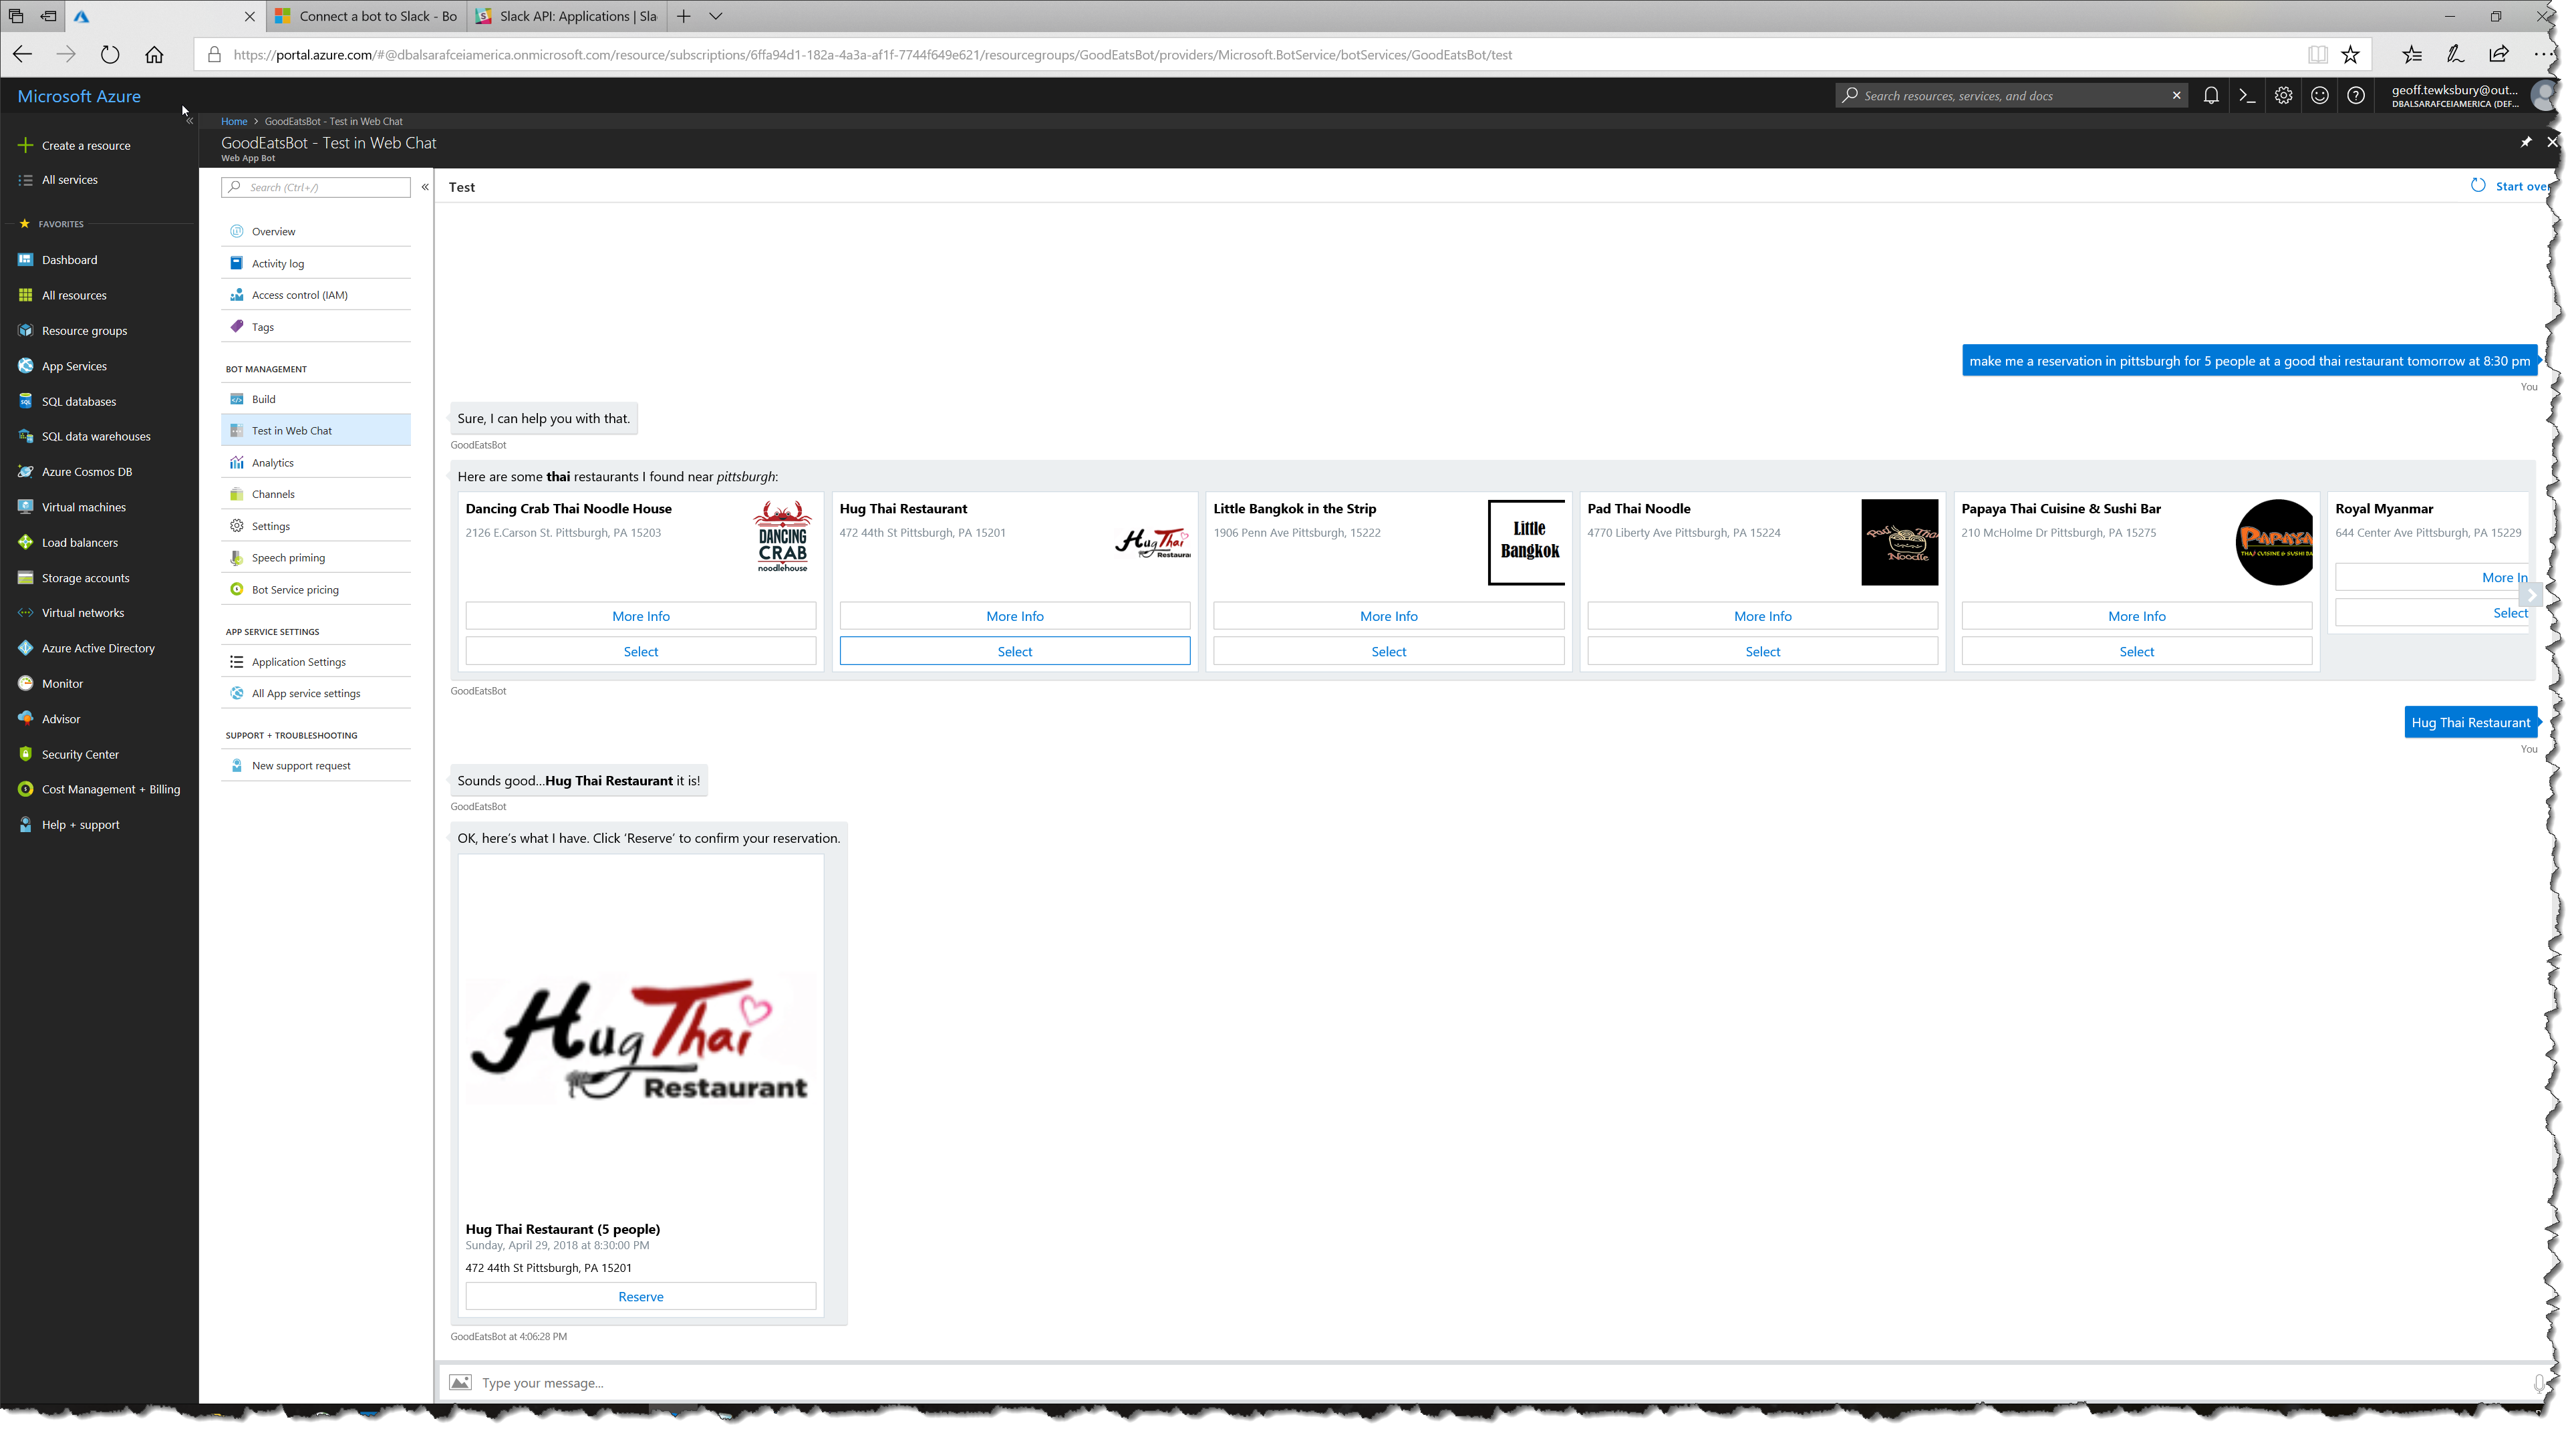 Connect a bot to Slack - Bo
Slack API: Applications | Sla
https://portal.azure.com/#@dbalsarafceiamerica.onmicrosoft.com/resource/subscriptions/6ffa94d1-182a-4a3a-af1f-7744f649e621/resourcegroups/GoodEatsBot/providers/Microsoft.BotService/botServices/GoodEatsBot/test
Microsoft Azure
Search resources, services, and docs
geoff.tewksbury@out...
DBALSARAFCEIAMERICA (DEF...
Create a resource
All services
FAVORITES
Dashboard
All resources
Resource groups
App Services
SQL databases
SQL data warehouses
Azure Cosmos DB
Virtual machines
Load balancers
Storage accounts
Virtual networks
Azure Active Directory
Monitor
Advisor
Security Center
Cost Management + Billing
Help + support
Home > GoodEatsBot - Test in Web Chat
GoodEatsBot - Test in Web Chat
Web App Bot
Search (Ctrl+/)
Overview
Activity log
Access control (IAM)
Tags
BOT MANAGEMENT
Build
Test in Web Chat
Analytics
Channels
Settings
Speech priming
Bot Service pricing
APP SERVICE SETTINGS
Application Settings
All App service settings
SUPPORT + TROUBLESHOOTING
New support request
Test
Start over
make me a reservation in pittsburgh for 5 people at a good thai restaurant tomorrow at 8:30 pm
You
Sure, I can help you with that.
GoodEatsBot
Here are some thai restaurants I found near pittsburgh:
Dancing Crab Thai Noodle House
2126 E.Carson St. Pittsburgh, PA 15203
DANCING
CRAB
noodlehouse
More Info
Select
Hug Thai Restaurant
472 44th St Pittsburgh, PA 15201
Hug Thai
Restaura
More Info
Select
Little Bangkok in the Strip
1906 Penn Ave Pittsburgh, 15222
Little
Bangkok
More Info
Select
Pad Thai Noodle
4770 Liberty Ave Pittsburgh, PA 15224
Pad Thai
Noodle
More Info
Select
Papaya Thai Cuisine & Sushi Bar
210 McHolme Dr Pittsburgh, PA 15275
PAPAYA
THAI CUISINE & SUSHI BA
More Info
Select
Royal Myanmar
644 Center Ave Pittsburgh, PA 15229
More In
Select
GoodEatsBot
Hug Thai Restaurant
You
Sounds good...Hug Thai Restaurant it is!
GoodEatsBot
OK, here's what I have. Click 'Reserve' to confirm your reservation.
Hug Thai
Restaurant
Hug Thai Restaurant (5 people)
Sunday, April 29, 2018 at 8:30:00 PM
472 44th St Pittsburgh, PA 15201
Reserve
GoodEatsBot at 4:06:28 PM
Type your message...